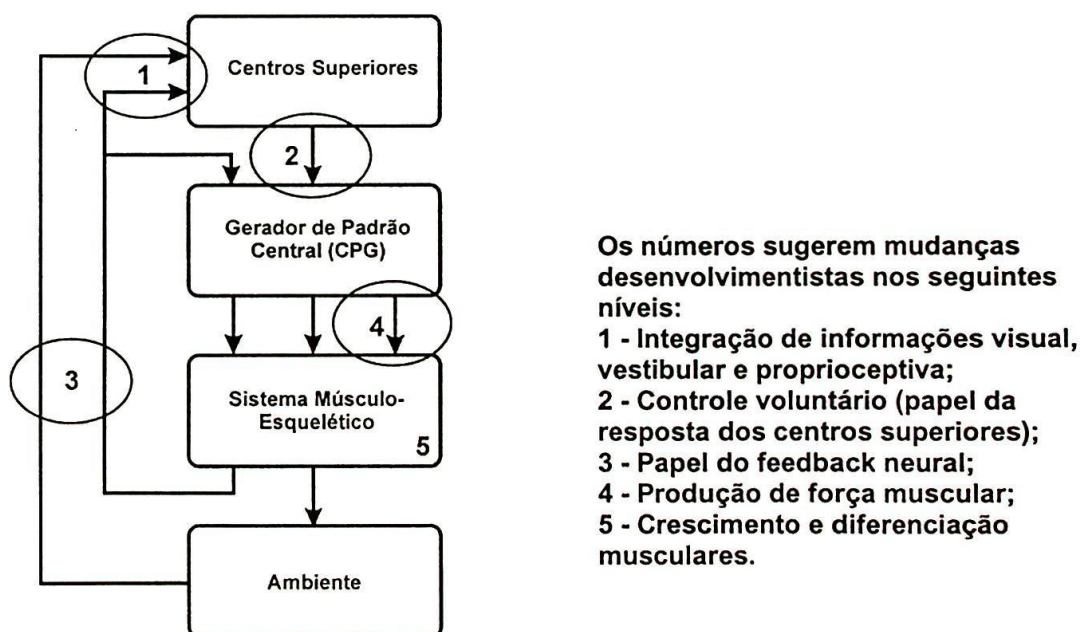 1
Centros Superiores
2
Gerador de Padrão
Central (CPG)
4
3
Sistema Músculo-
Esquelético
5
Ambiente
Os números sugerem mudanças
desenvolvimentistas nos seguintes
níveis:
1 - Integração de informações visual,
vestibular e proprioceptiva;
2 - Controle voluntário (papel da
resposta dos centros superiores);
3 - Papel do feedback neural;
4 - Produção de força muscular;
5 - Crescimento e diferenciação
musculares.